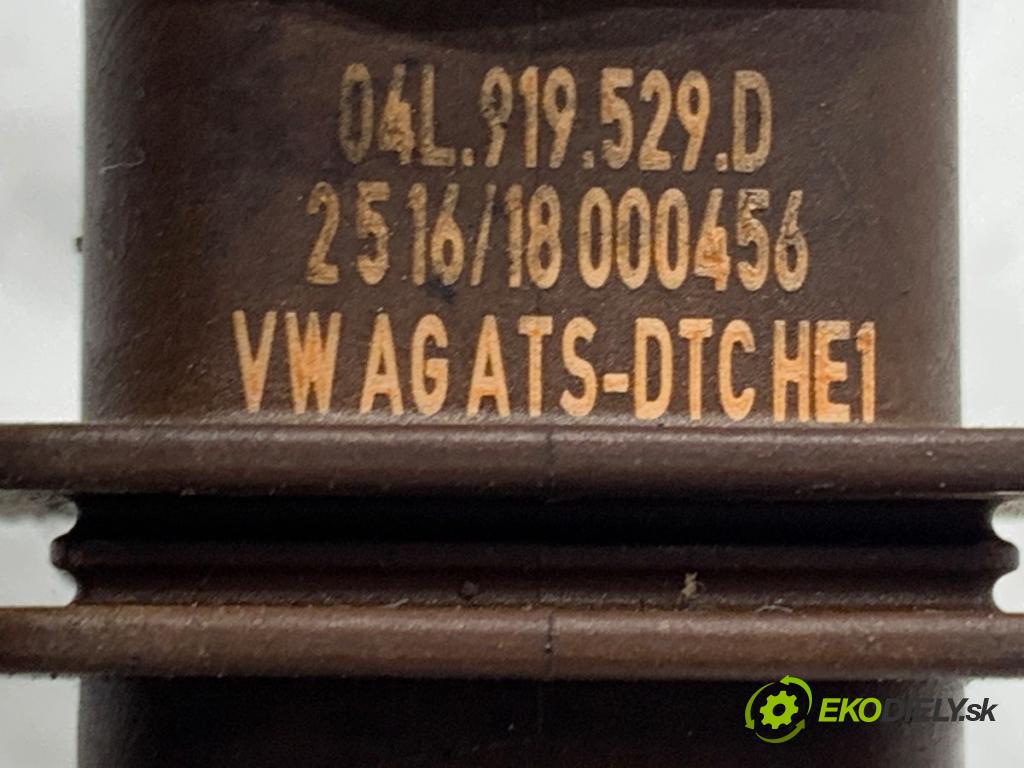 04L.919.529.D
2 5 16/18 000456
VW AG ATS-DTC HE1
EKODIELY.sk